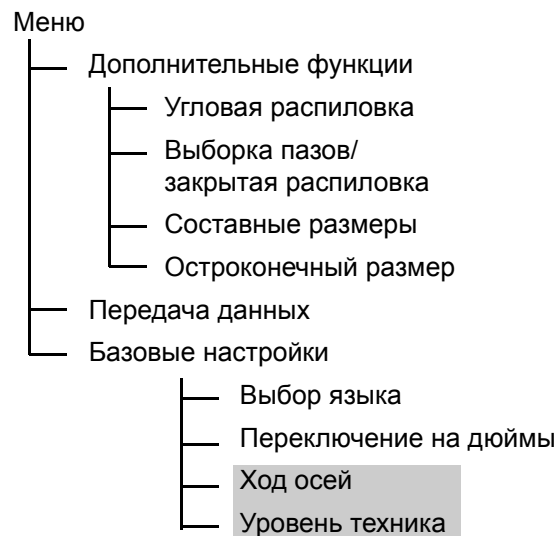 Меню
Дополнительные функции
Угловая распиловка
Выборка пазов/
закрытая распиловка
Составные размеры
Остроконечный размер
Передача данных
Базовые настройки
Выбор языка
Переключение на дюймы
Ход осей
Уровень техника